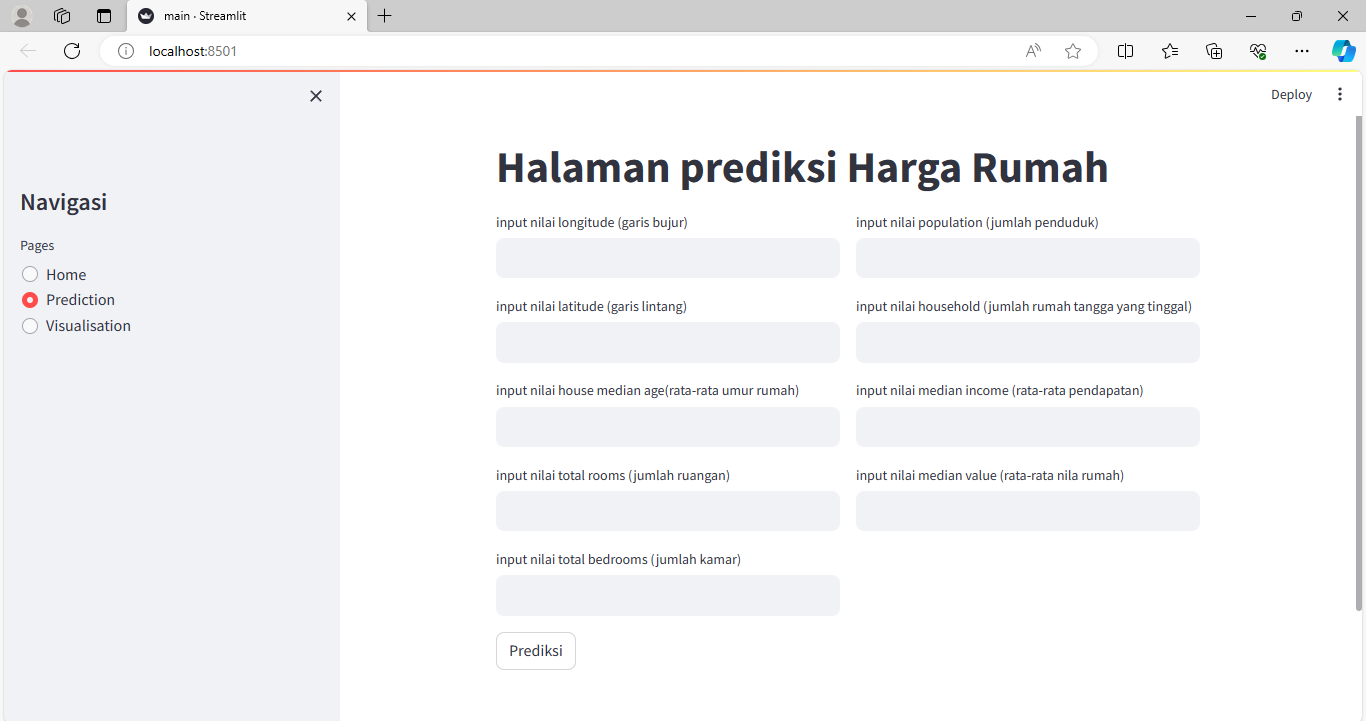 main · Streamlit
localhost:8501
Deploy
Navigasi
Pages
Home
Prediction
Visualisation
Halaman prediksi Harga Rumah
input nilai longitude (garis bujur)
input nilai latitude (garis lintang)
input nilai house median age(rata-rata umur rumah)
input nilai total rooms (jumlah ruangan)
input nilai total bedrooms (jumlah kamar)
input nilai population (jumlah penduduk)
input nilai household (jumlah rumah tangga yang tinggal)
input nilai median income (rata-rata pendapatan)
input nilai median value (rata-rata nila rumah)
Prediksi